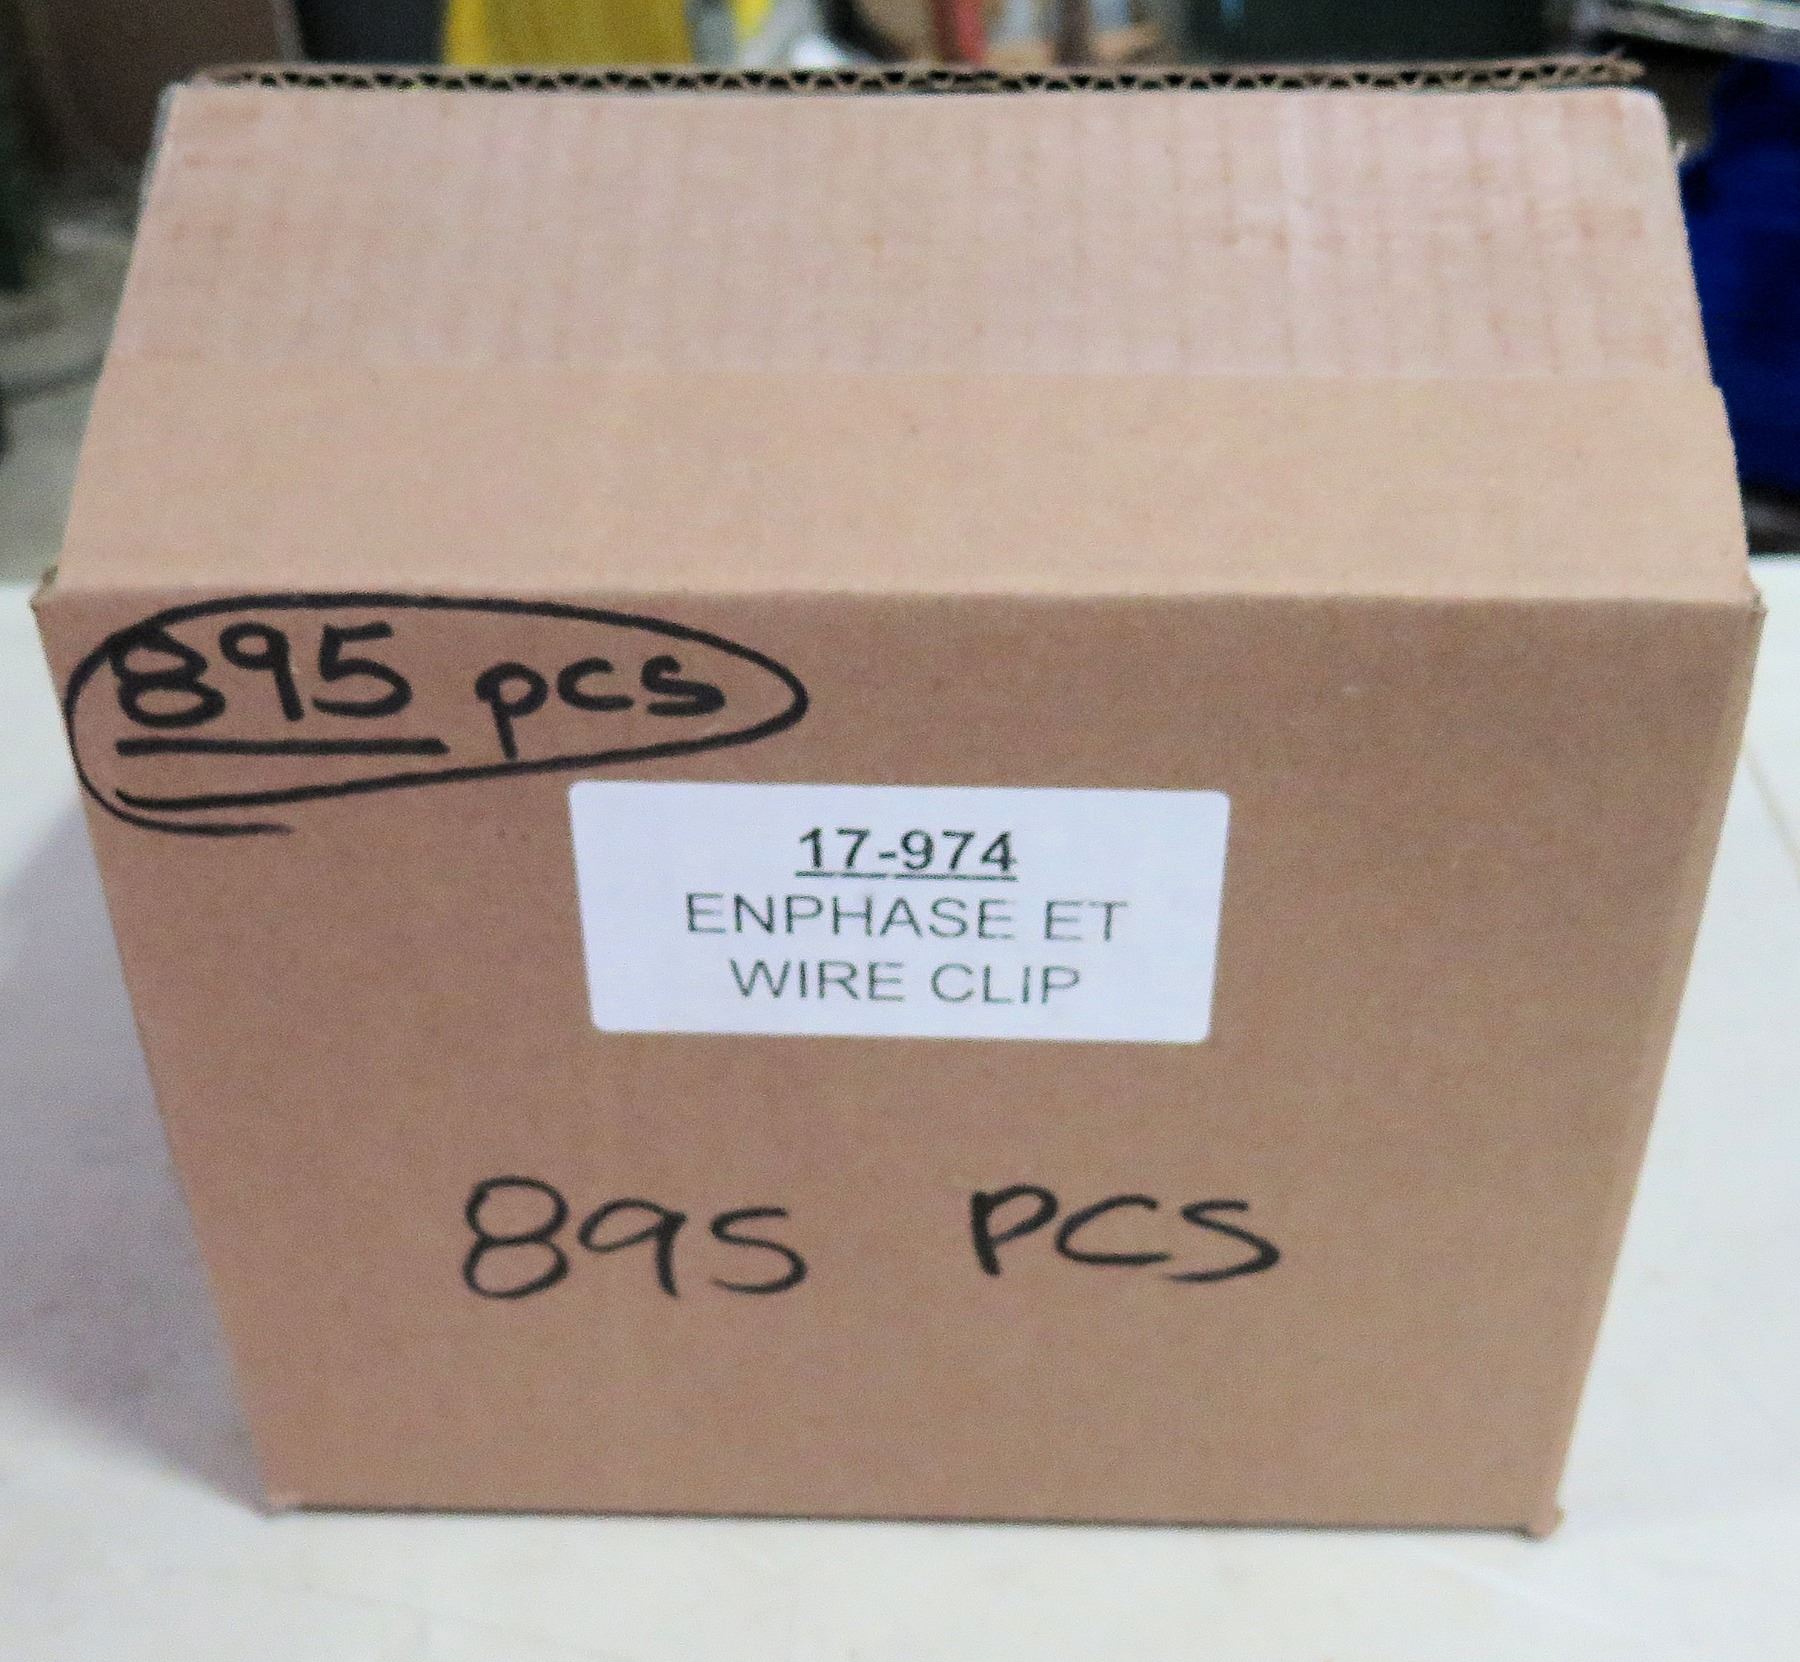 895 pcs
17-974
ENPHASE ET
WIRE CLIP
895 PCS